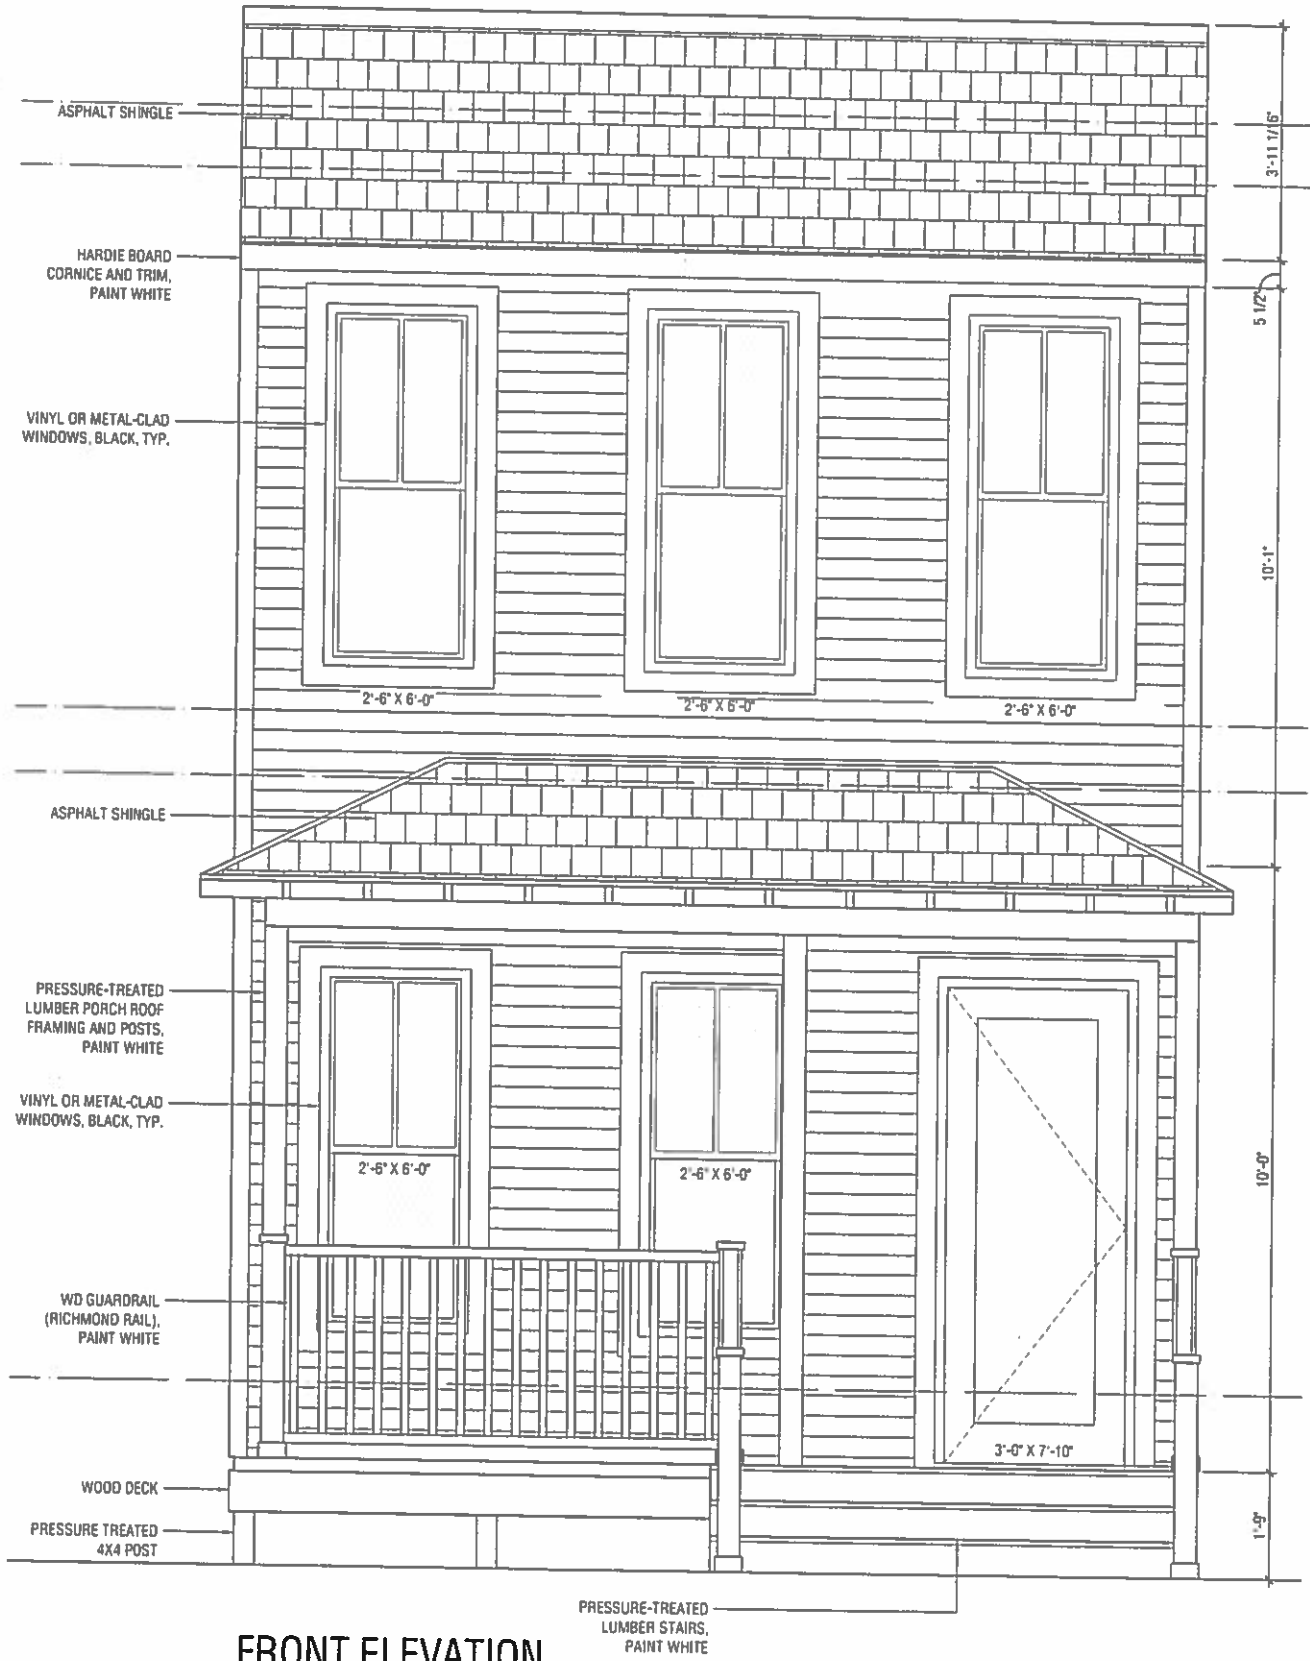 ASPHALT SHINGLE
3'-11 1/16"
HARDIE BOARD
CORNICE AND TRIM,
PAINT WHITE
5 1/2"
VINYL OR METAL-CLAD
WINDOWS, BLACK, TYP.
10'-1"
2'-6" X 6'-0"
2'-6" X 6'-0"
2'-6" X 6'-0"
ASPHALT SHINGLE
PRESSURE-TREATED
LUMBER PORCH ROOF
FRAMING AND POSTS,
PAINT WHITE
VINYL OR METAL-CLAD
WINDOWS, BLACK, TYP.
2'-6" X 6'-0"
2'-6" X 6'-0"
10'-0"
WD GUARDRAIL
(RICHMOND RAIL),
PAINT WHITE
3'-0" X 7'-10"
WOOD DECK
1'-9"
PRESSURE TREATED
4X4 POST
PRESSURE-TREATED
LUMBER STAIRS,
PAINT WHITE
FRONT ELEVATION